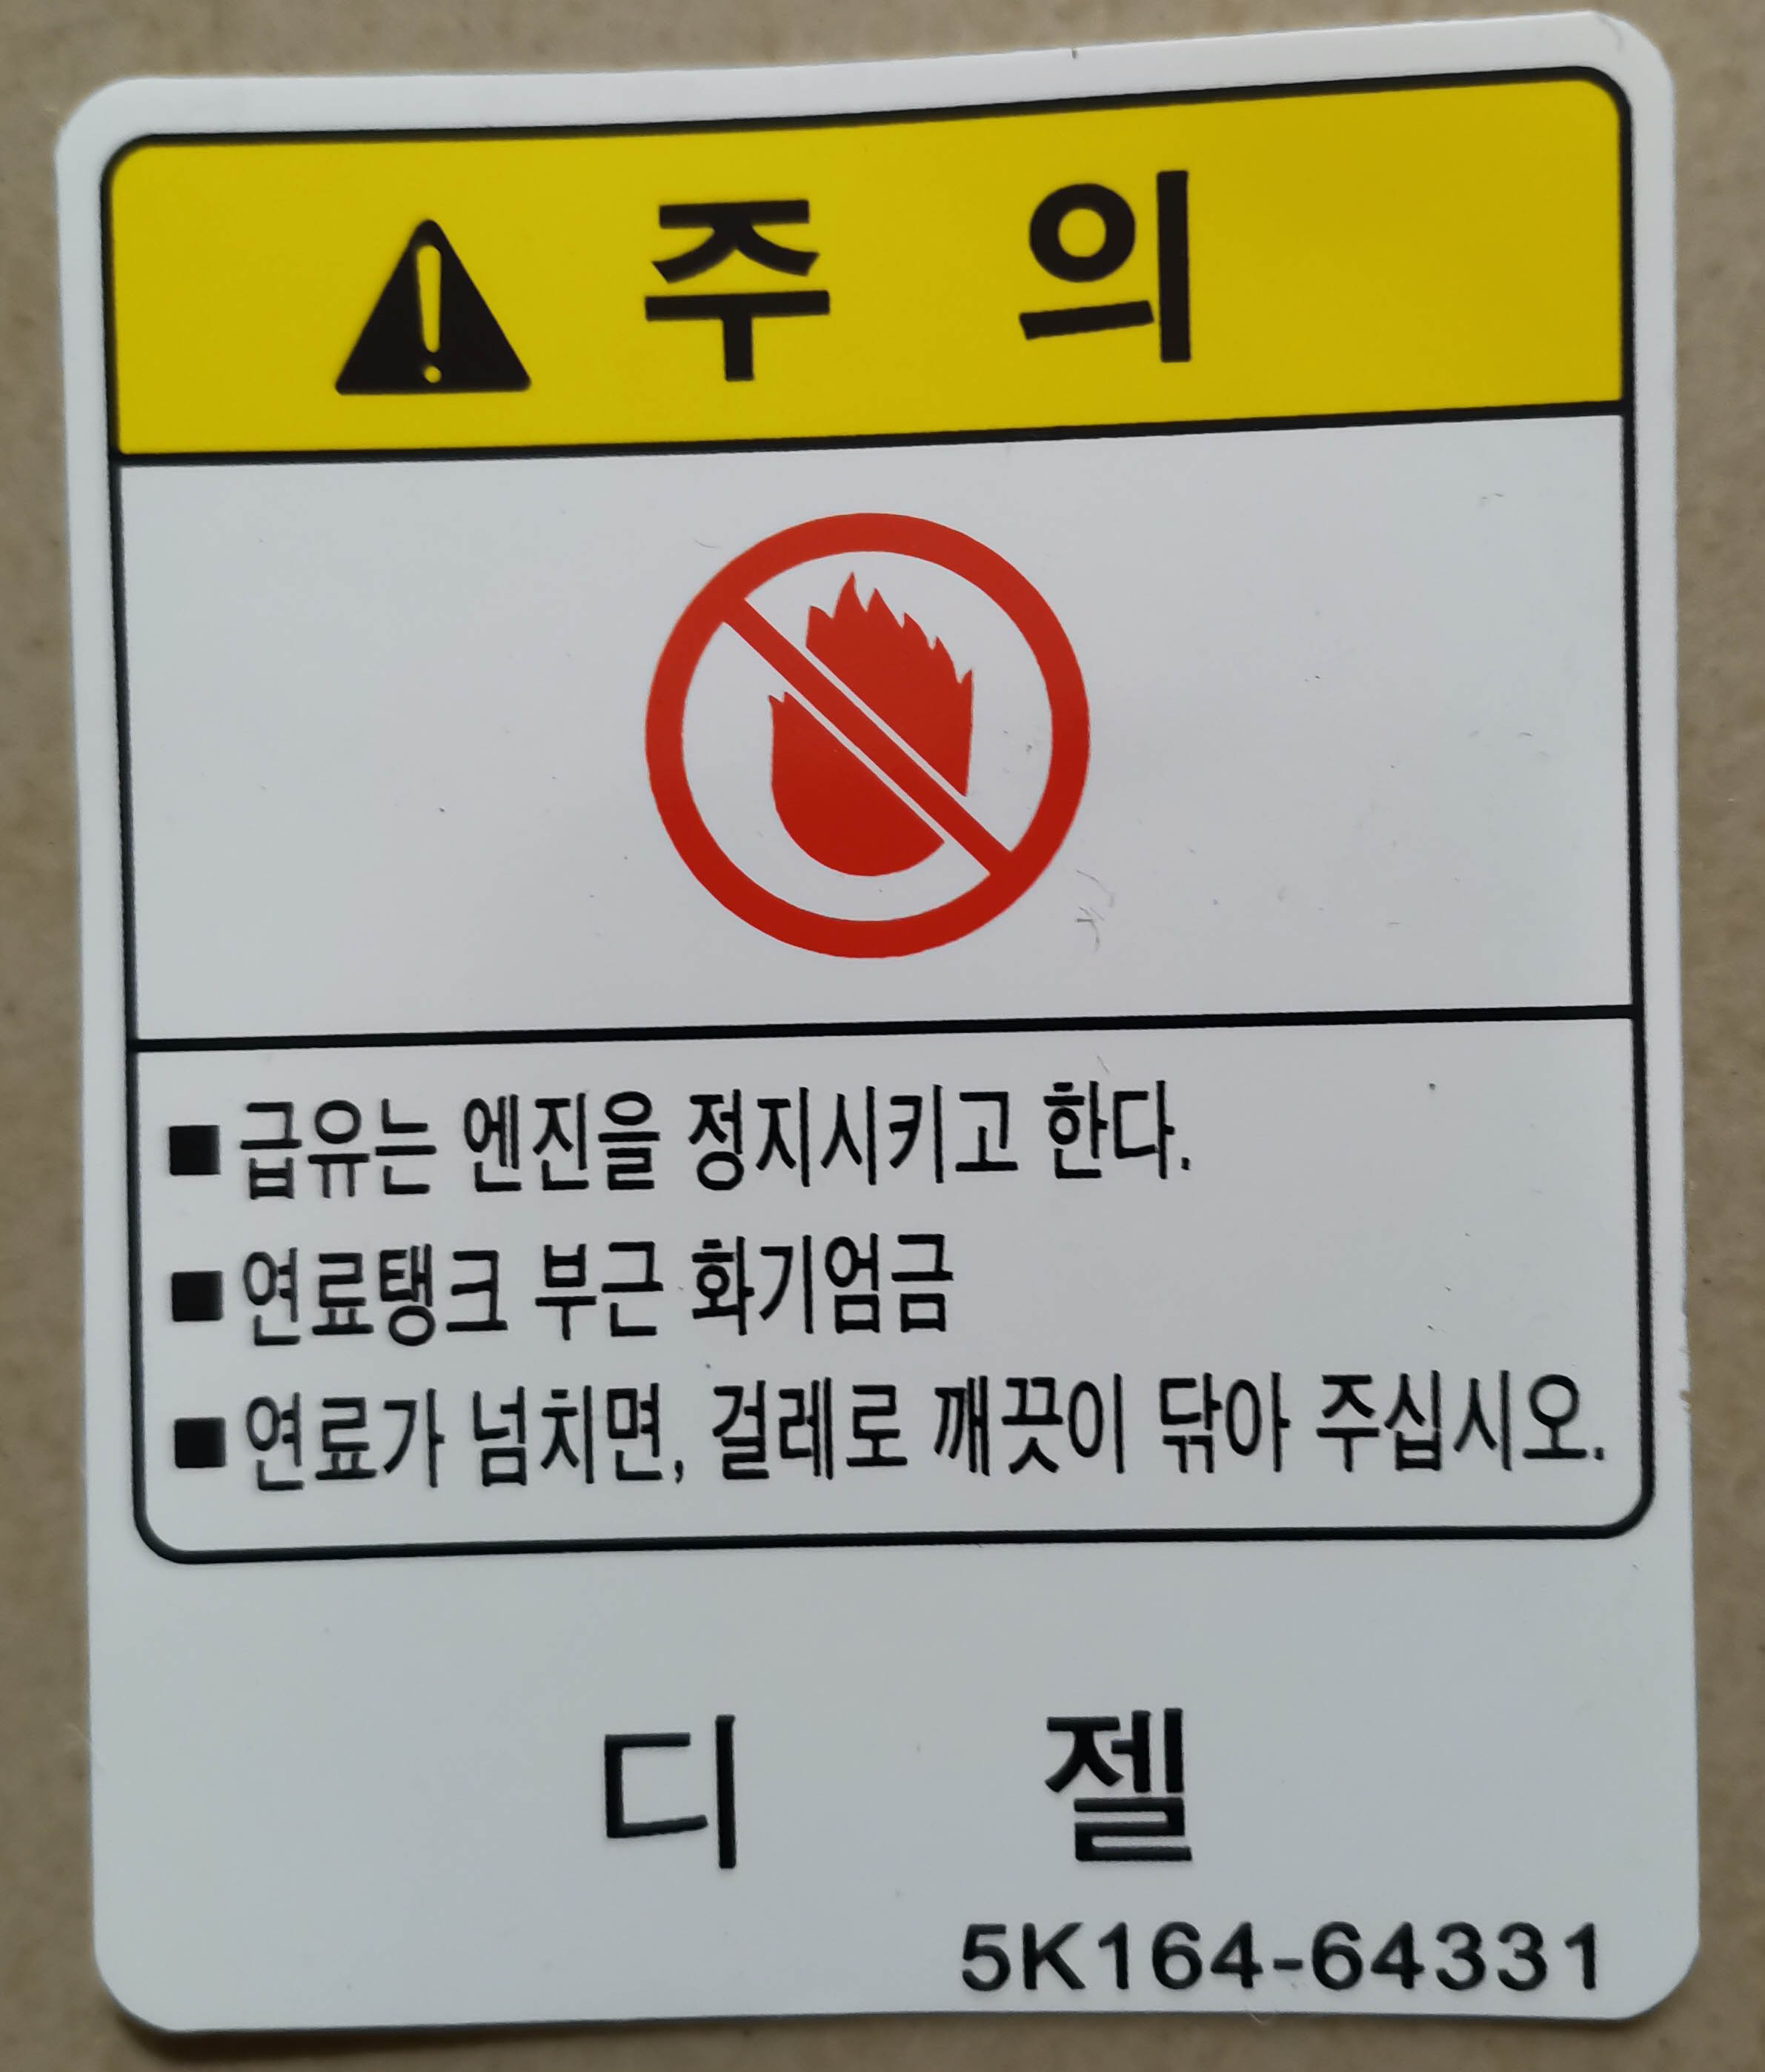 주 의
■ 급유는 엔진을 정지시키고 한다.
■ 연료탱크 부근 화기엄금
■ 연료가 넘치면, 걸레로 깨끗이 닦아 주십시오.
디 젤
5K164-64331